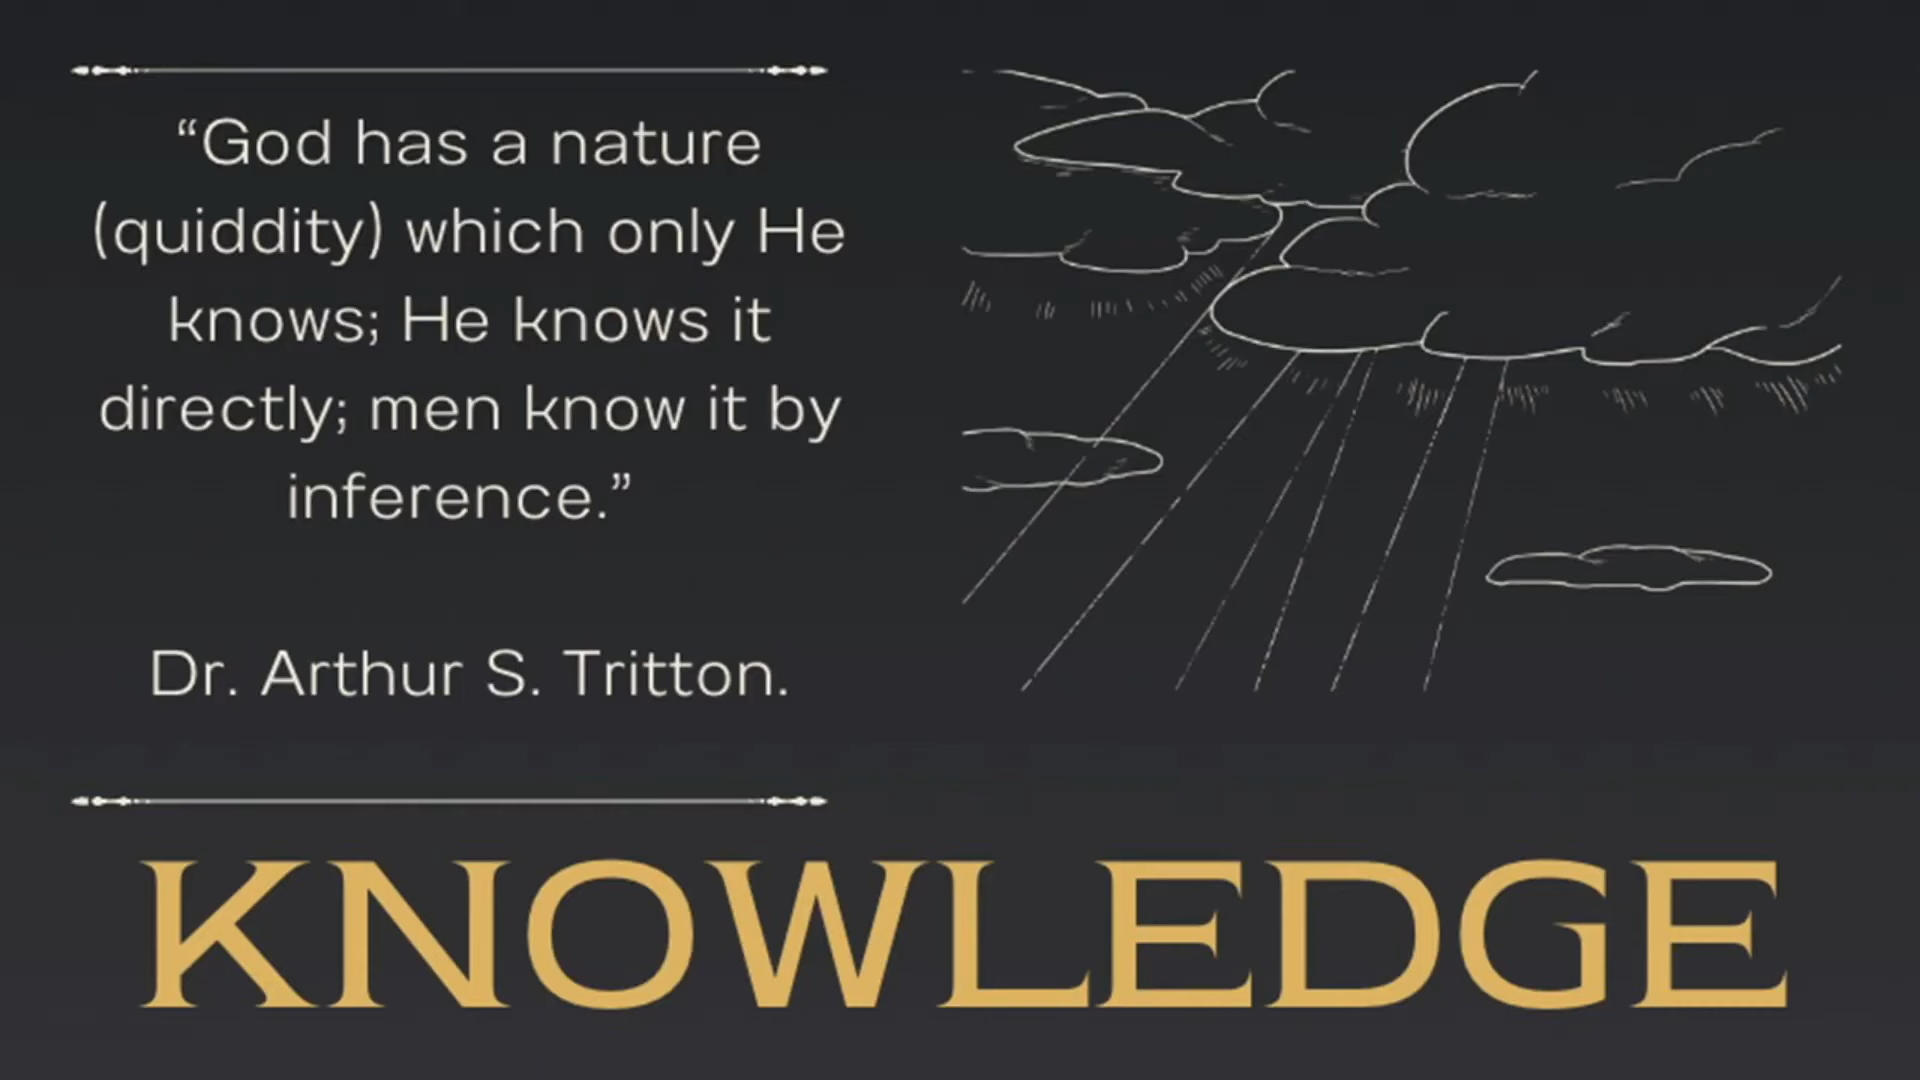 “God has a nature
(quiddity) which only He
knows; He knows it
directly; men know it by
inference.”
Dr. Arthur S. Tritton.
KNOWLEDGE